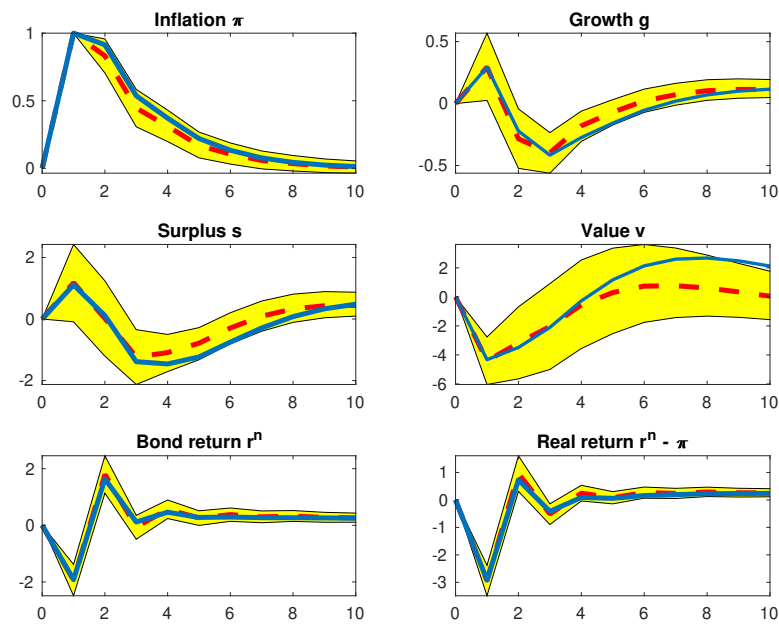 Inflation π
1
0.5
0
0 2 4 6 8 10
Growth g
0.5
0
-0.5
0 2 4 6 8 10
Surplus s
2
0
-2
0 2 4 6 8 10
Value v
2
0
-2
-4
-6
0 2 4 6 8 10
Bond return rⁿ
2
0
-2
0 2 4 6 8 10
Real return rⁿ - π
1
0
-1
-2
-3
0 2 4 6 8 10